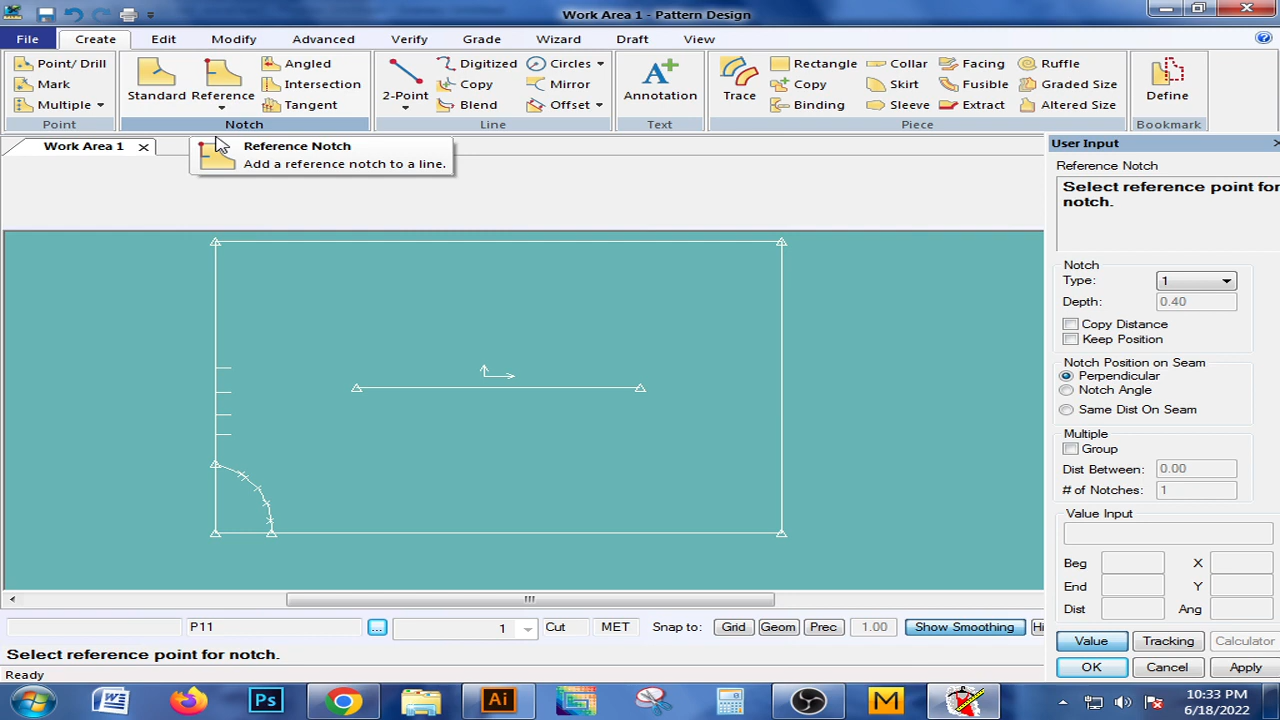 Work Area 1 - Pattern Design
File Create Edit Modify Advanced Verify Grade Wizard Draft View
Point/ Drill
Mark
Multiple
Point
Standard
Reference
Angled
Intersection
Tangent
Notch
2-Point
Digitized
Copy
Blend
Circles
Mirror
Offset
Line
Annotation
Text
Trace
Rectangle
Copy
Binding
Collar
Skirt
Sleeve
Facing
Fusible
Extract
Ruffle
Graded Size
Altered Size
Piece
Define
Bookmark
Work Area 1
Reference Notch
Add a reference notch to a line.
User Input
Reference Notch
Select reference point for
notch.
Notch
Type: 1
Depth: 0.40
Copy Distance
Keep Position
Notch Position on Seam
Perpendicular
Notch Angle
Same Dist On Seam
Multiple
Group
Dist Between: 0.00
# of Notches: 1
Value Input
Beg X
End Y
Dist Ang
Value Tracking Calculator
OK Cancel Apply
P11 ... 1 Cut MET Snap to: Grid Geom Prec 1.00 Show Smoothing Hi
Select reference point for notch.
Ready
W Ps Ai M
10:33 PM
6/18/2022